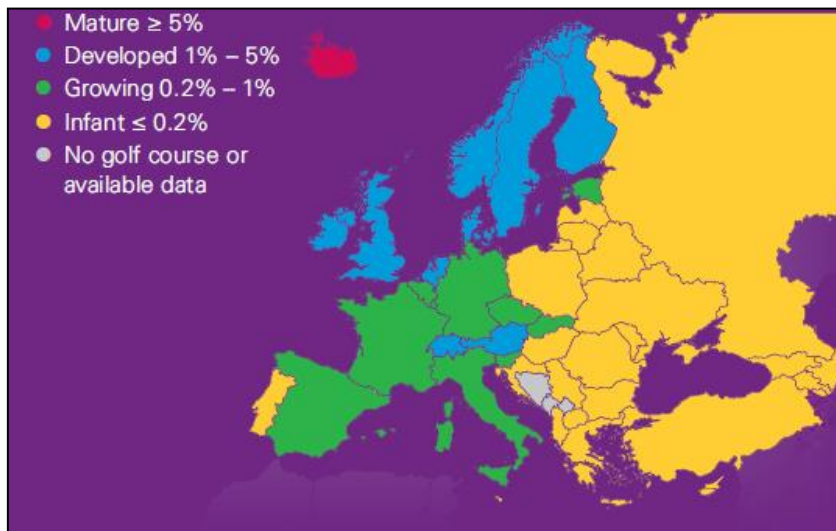 Mature ≥ 5%
Developed 1% – 5%
Growing 0.2% – 1%
Infant ≤ 0.2%
No golf course or
available data